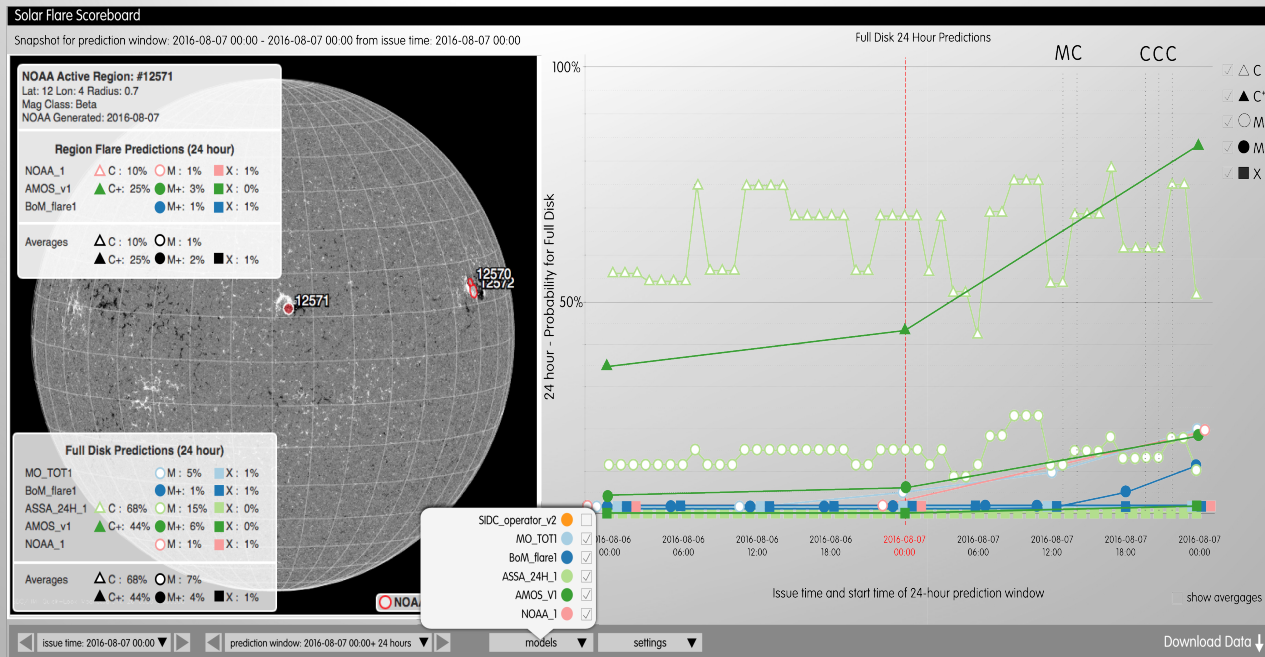 Solar Flare Scoreboard
Snapshot for prediction window: 2016-08-07 00:00 - 2016-08-07 00:00 from issue time: 2016-08-07 00:00
NOAA Active Region: #12571
Lat: 12 Lon: 4 Radius: 0.7
Mag Class: Beta
NOAA Generated: 2016-08-07
Region Flare Predictions (24 hour)
NOAA_1 C : 10% M : 1% X : 1%
AMOS_v1 C+: 25% M+: 3% X : 0%
BoM_flare1 M+: 1% X : 1%
Averages C : 10% M : 1%
C+: 25% M+: 2% X : 1%
12570
12572
12571
Full Disk Predictions (24 hour)
MO_TOT1 M : 5% X : 1%
BoM_flare1 M+: 1% X : 1%
ASSA_24H_1 C : 68% M : 15% X : 0%
AMOS_v1 C+: 44% M+: 6% X : 0%
NOAA_1 M : 1% X : 1%
Averages C : 68% M : 7%
C+: 44% M+: 4% X : 1%
NOA
Full Disk 24 Hour Predictions
M C C C C
100%
50%
24 hour - Probability for Full Disk
C
C+
M
M
X
16-08-06 2016-08-06 2016-08-06 2016-08-06 2016-08-07 2016-08-07 2016-08-07 2016-08-07 2016-08-07
00:00 06:00 12:00 18:00 00:00 06:00 12:00 18:00 00:00
Issue time and start time of 24-hour prediction window
show avergages
SIDC_operator_v2
MO_TOT1
BoM_flare1
ASSA_24H_1
AMOS_V1
NOAA_1
issue time: 2016-08-07 00:00
prediction window: 2016-08-07 00:00+ 24 hours
models
settings
Download Data